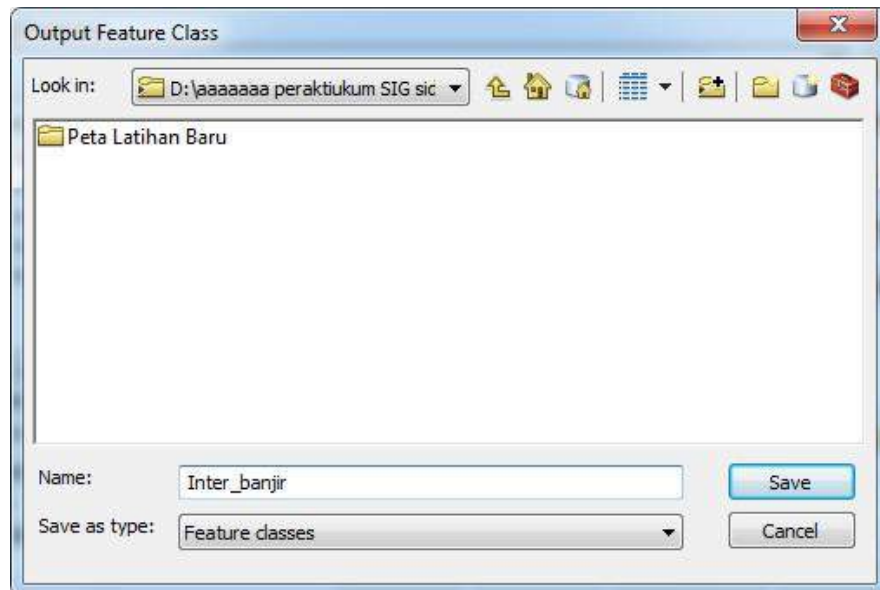 Output Feature Class
Look in: D:\aaaaaaa peraktiukum SIG sic
Peta Latihan Baru
Name: Inter_banjir Save
Save as type: Feature classes Cancel